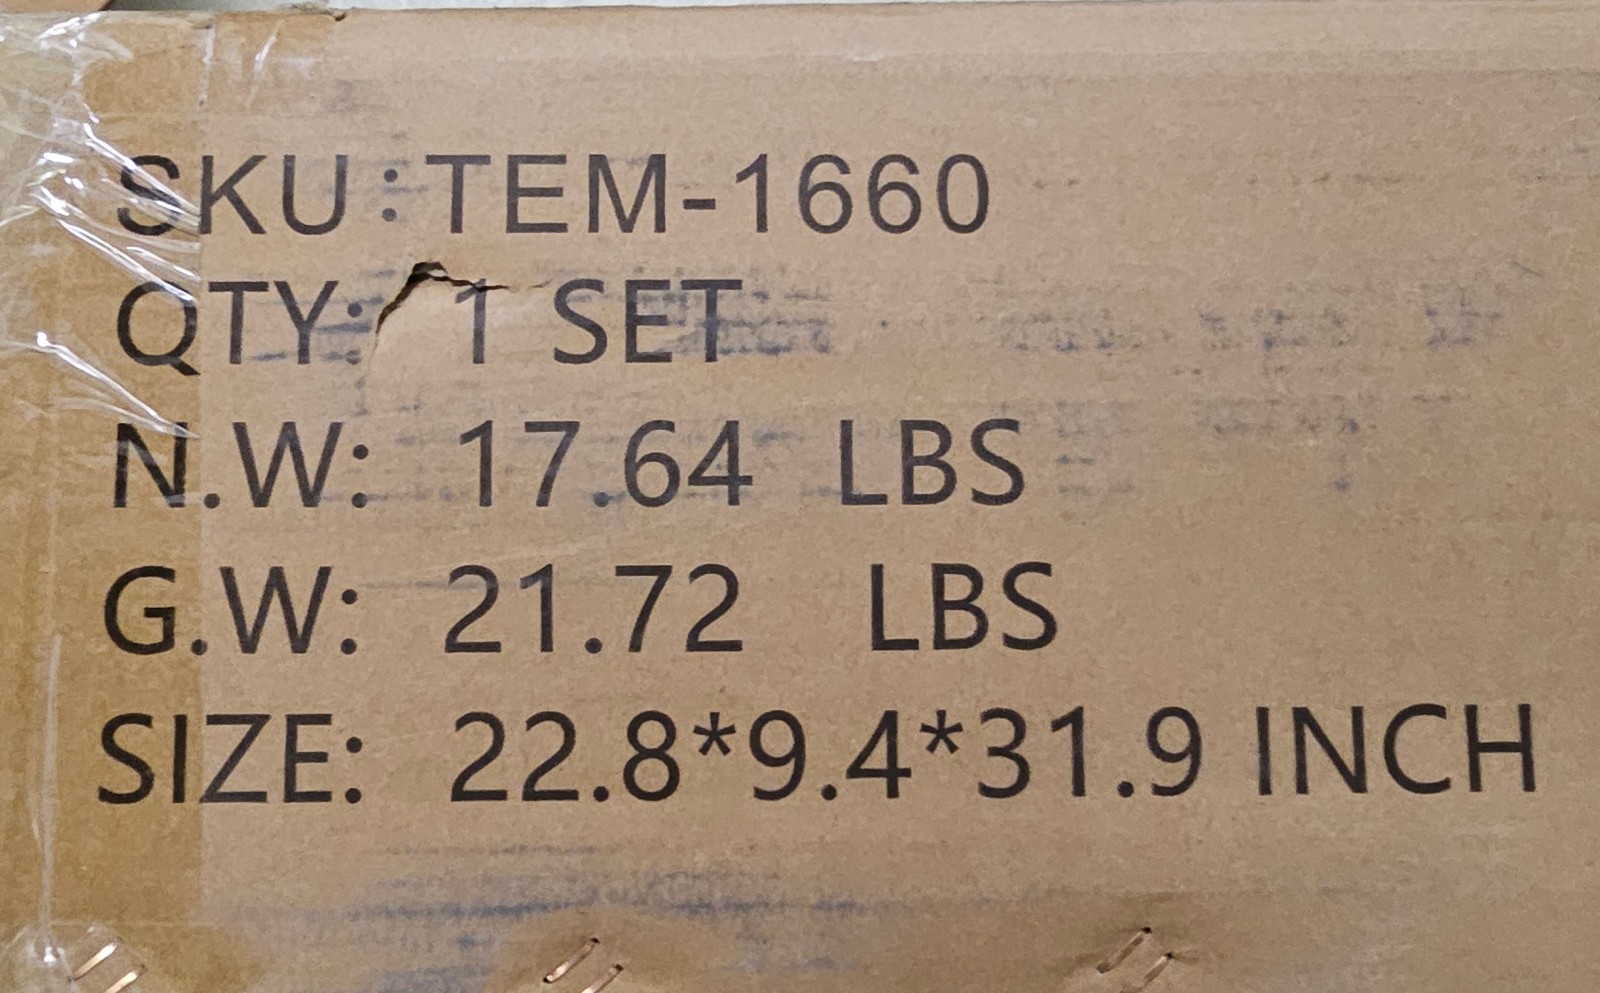 SKU:TEM-1660
QTY: 1 SET
N.W: 17.64 LBS
G.W: 21.72 LBS
SIZE: 22.8*9.4*31.9 INCH